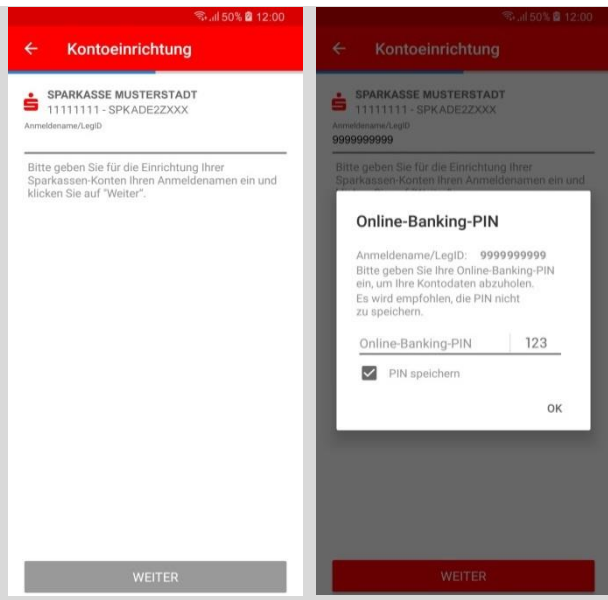 50% 12:00
Kontoeinrichtung
SPARKASSE MUSTERSTADT
11111111 - SPKADE2ZXXX
Anmeldename/LegID
Bitte geben Sie für die Einrichtung Ihrer
Sparkassen-Konten Ihren Anmeldenamen ein und
klicken Sie auf "Weiter".
WEITER
50% 12:00
Kontoeinrichtung
SPARKASSE MUSTERSTADT
11111111 - SPKADE2ZXXX
Anmeldename/LegID
9999999999
Bitte geben Sie für die Einrichtung Ihrer
Sparkassen-Konten Ihren Anmeldenamen ein und
Online-Banking-PIN
Anmeldename/LegID: 9999999999
Bitte geben Sie Ihre Online-Banking-PIN
ein, um Ihre Kontodaten abzuholen.
Es wird empfohlen, die PIN nicht
zu speichern.
Online-Banking-PIN 123
PIN speichern
OK
WEITER